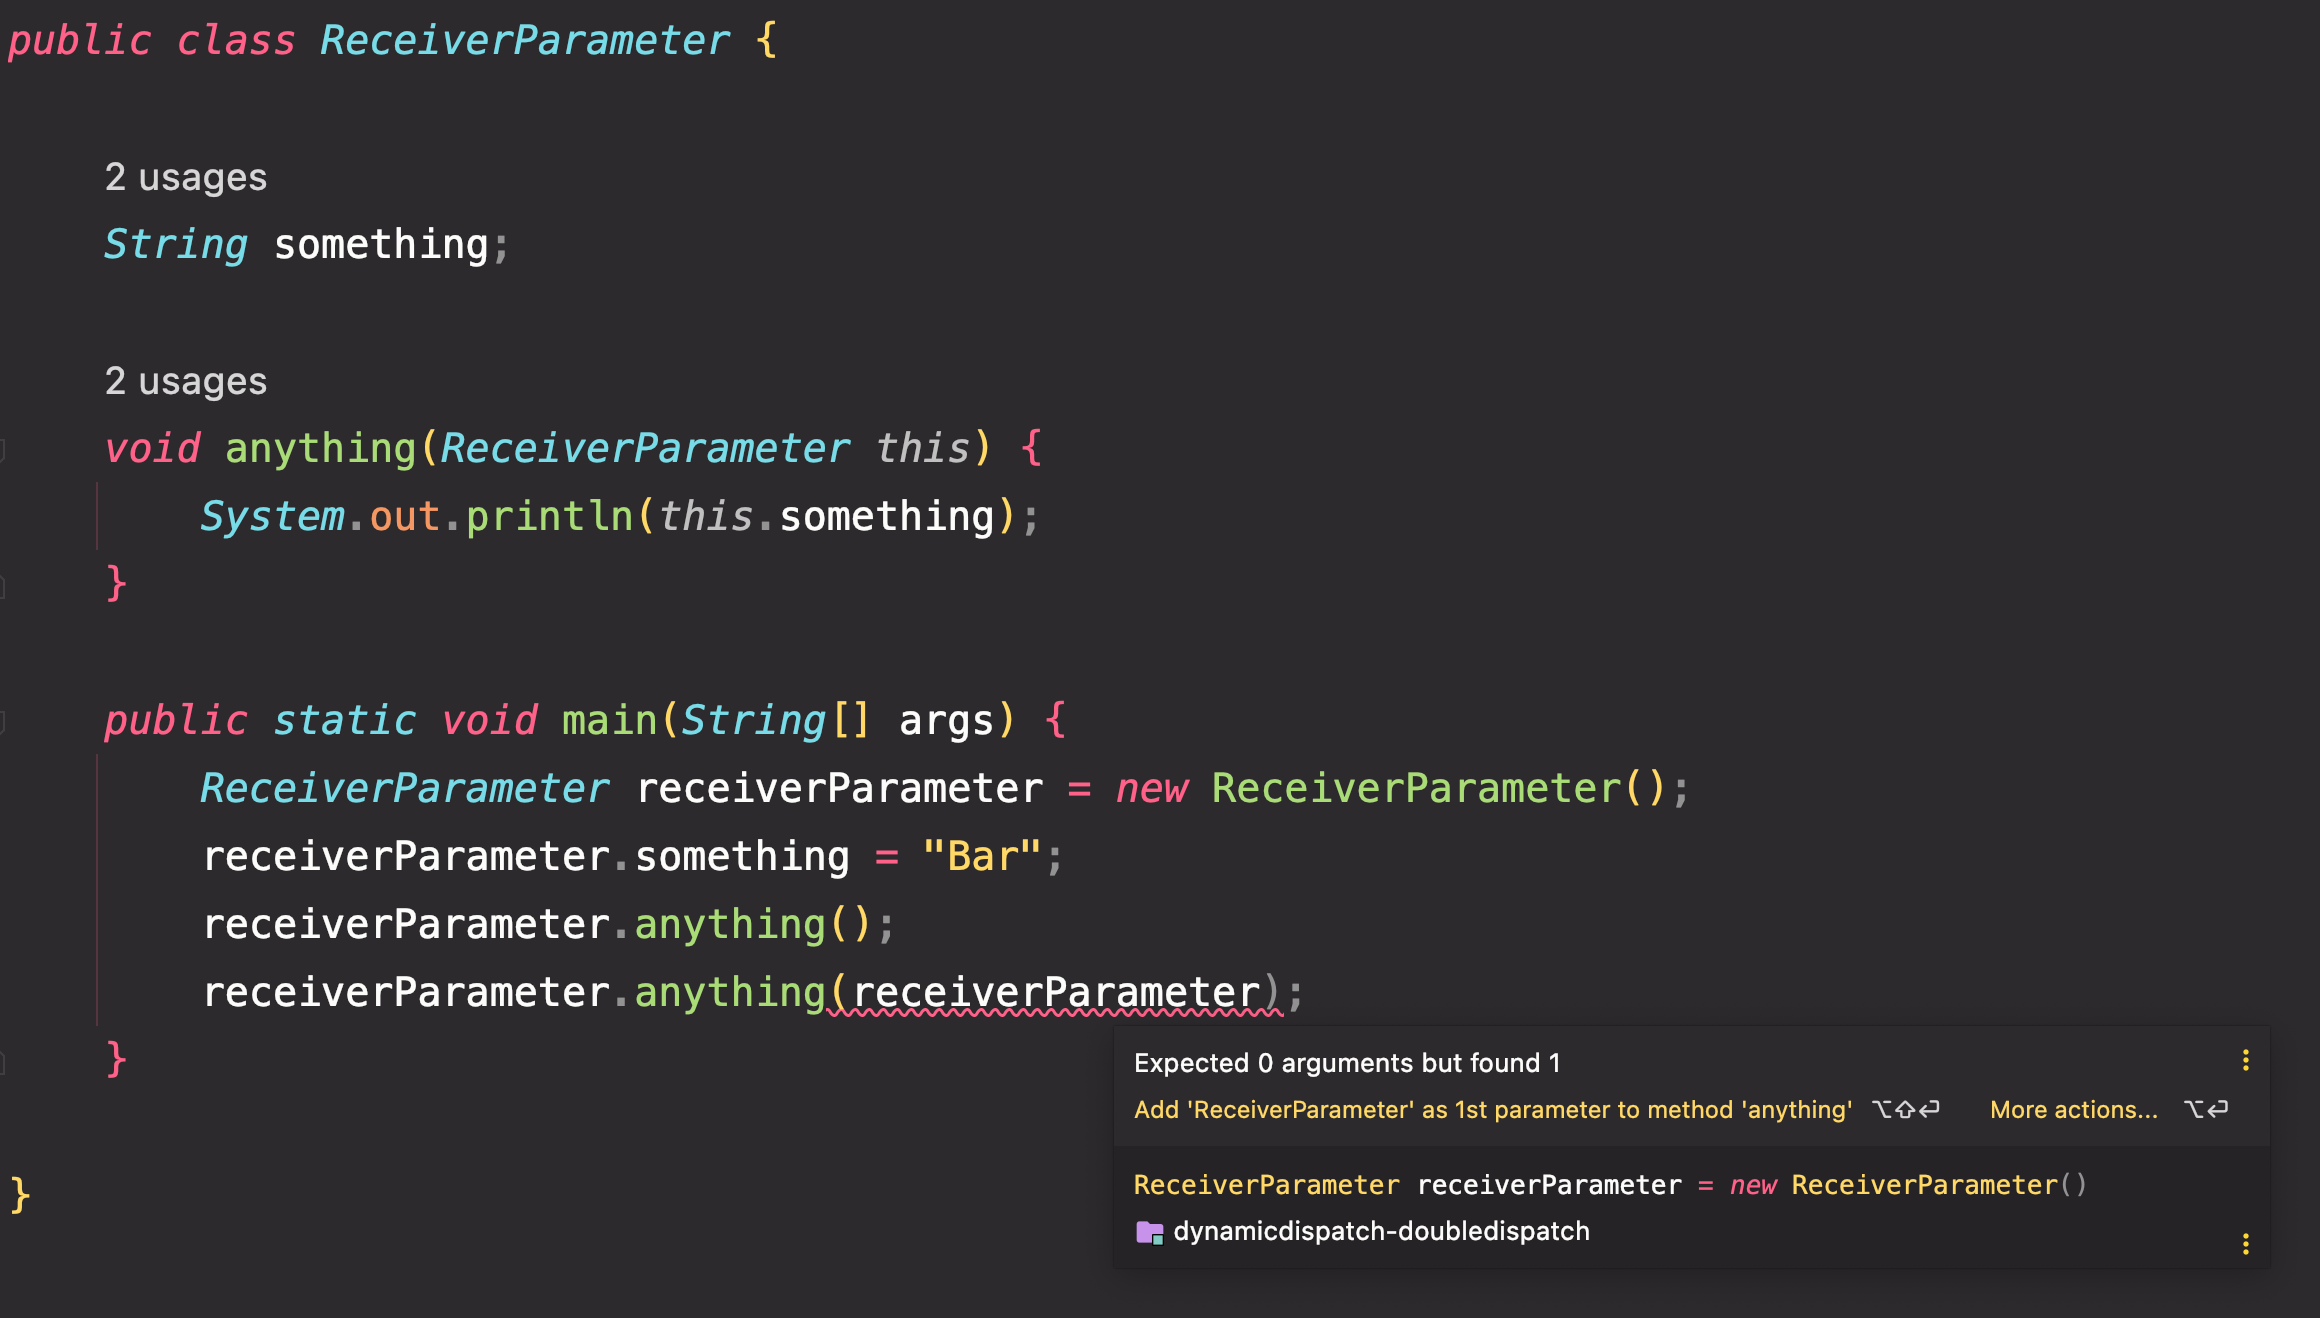 public class ReceiverParameter {
2 usages
String something;
2 usages
void anything(ReceiverParameter this) {
System.out.println(this.something);
}
public static void main(String[] args) {
ReceiverParameter receiverParameter = new ReceiverParameter();
receiverParameter.something = "Bar";
receiverParameter.anything();
receiverParameter.anything(receiverParameter);
}
Expected 0 arguments but found 1
Add 'ReceiverParameter' as 1st parameter to method 'anything' ⌥⇧⏎ More actions... ⌥⏎
ReceiverParameter receiverParameter = new ReceiverParameter()
dynamicdispatch-doubledispatch
}